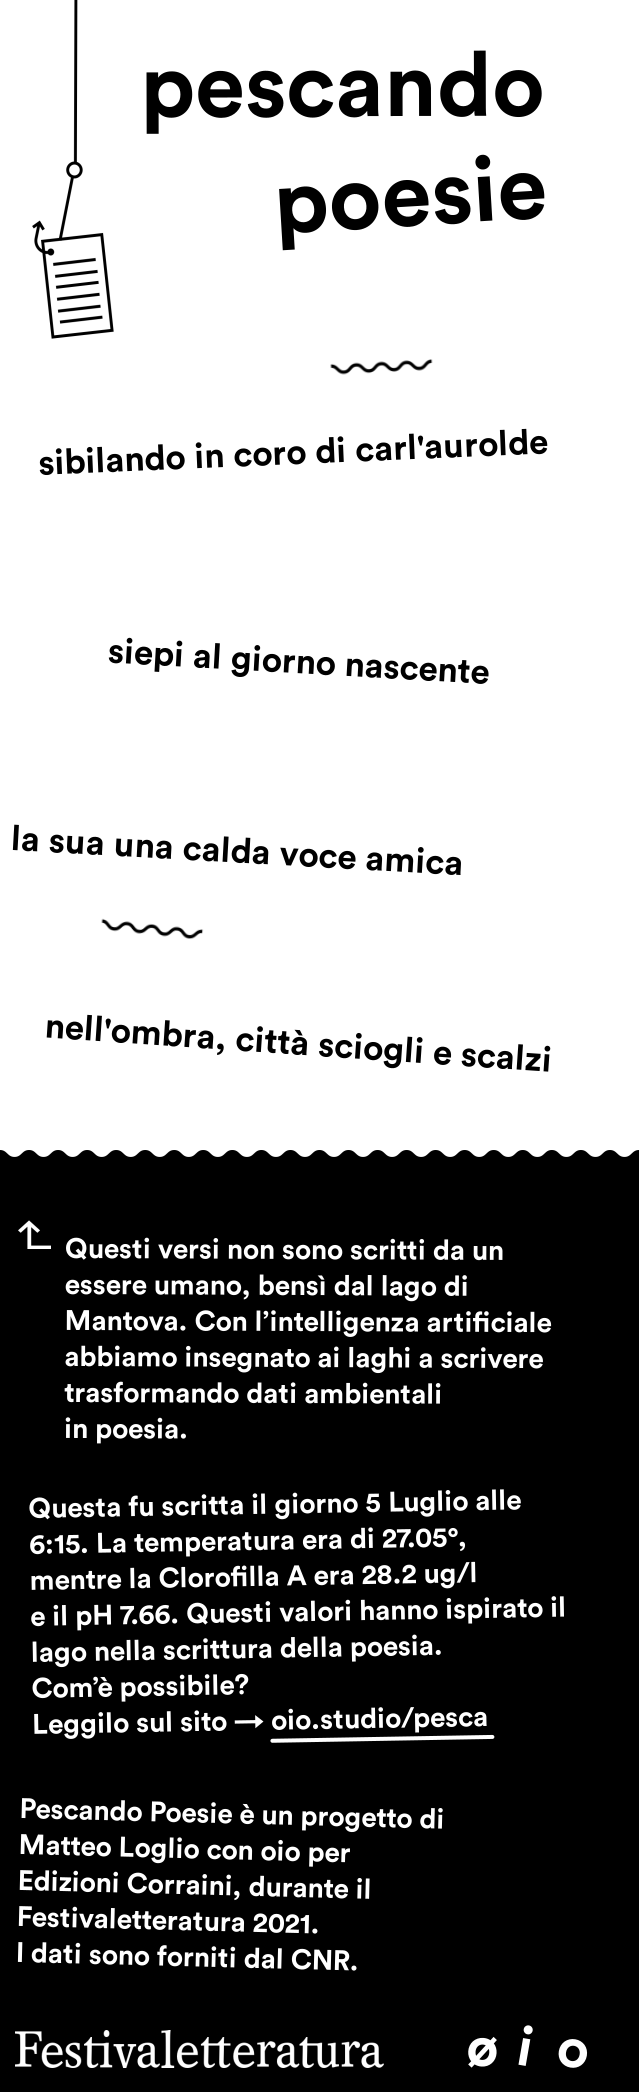 pescando
poesie
sibilando in coro di carl'aurolde
siepi al giorno nascente
la sua una calda voce amica
nell'ombra, città sciogli e scalzi
Questi versi non sono scritti da un
essere umano, bensì dal lago di
Mantova. Con l’intelligenza artificiale
abbiamo insegnato ai laghi a scrivere
trasformando dati ambientali
in poesia.
Questa fu scritta il giorno 5 Luglio alle
6:15. La temperatura era di 27.05°,
mentre la Clorofilla A era 28.2 ug/l
e il pH 7.66. Questi valori hanno ispirato il
lago nella scrittura della poesia.
Com’è possibile?
Leggilo sul sito → oio.studio/pesca
Pescando Poesie è un progetto di
Matteo Loglio con oio per
Edizioni Corraini, durante il
Festivaletteratura 2021.
I dati sono forniti dal CNR.
Festivaletteratura øio